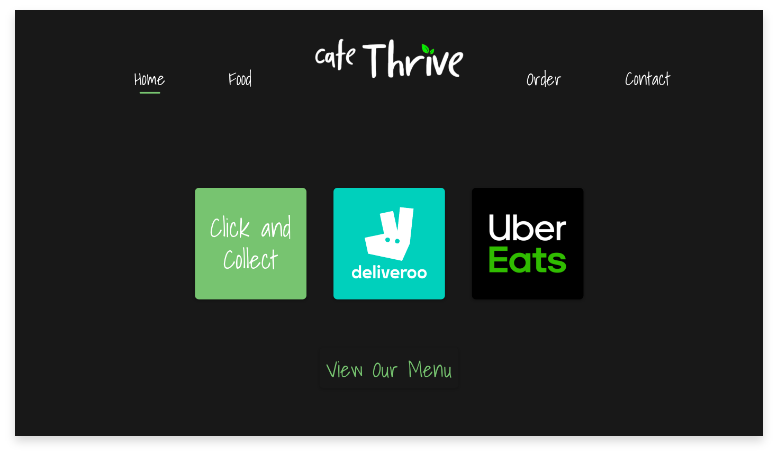 Cafe Thrive
Home Food Order Contact
Click and
Collect
deliveroo
Uber
Eats
View Our Menu